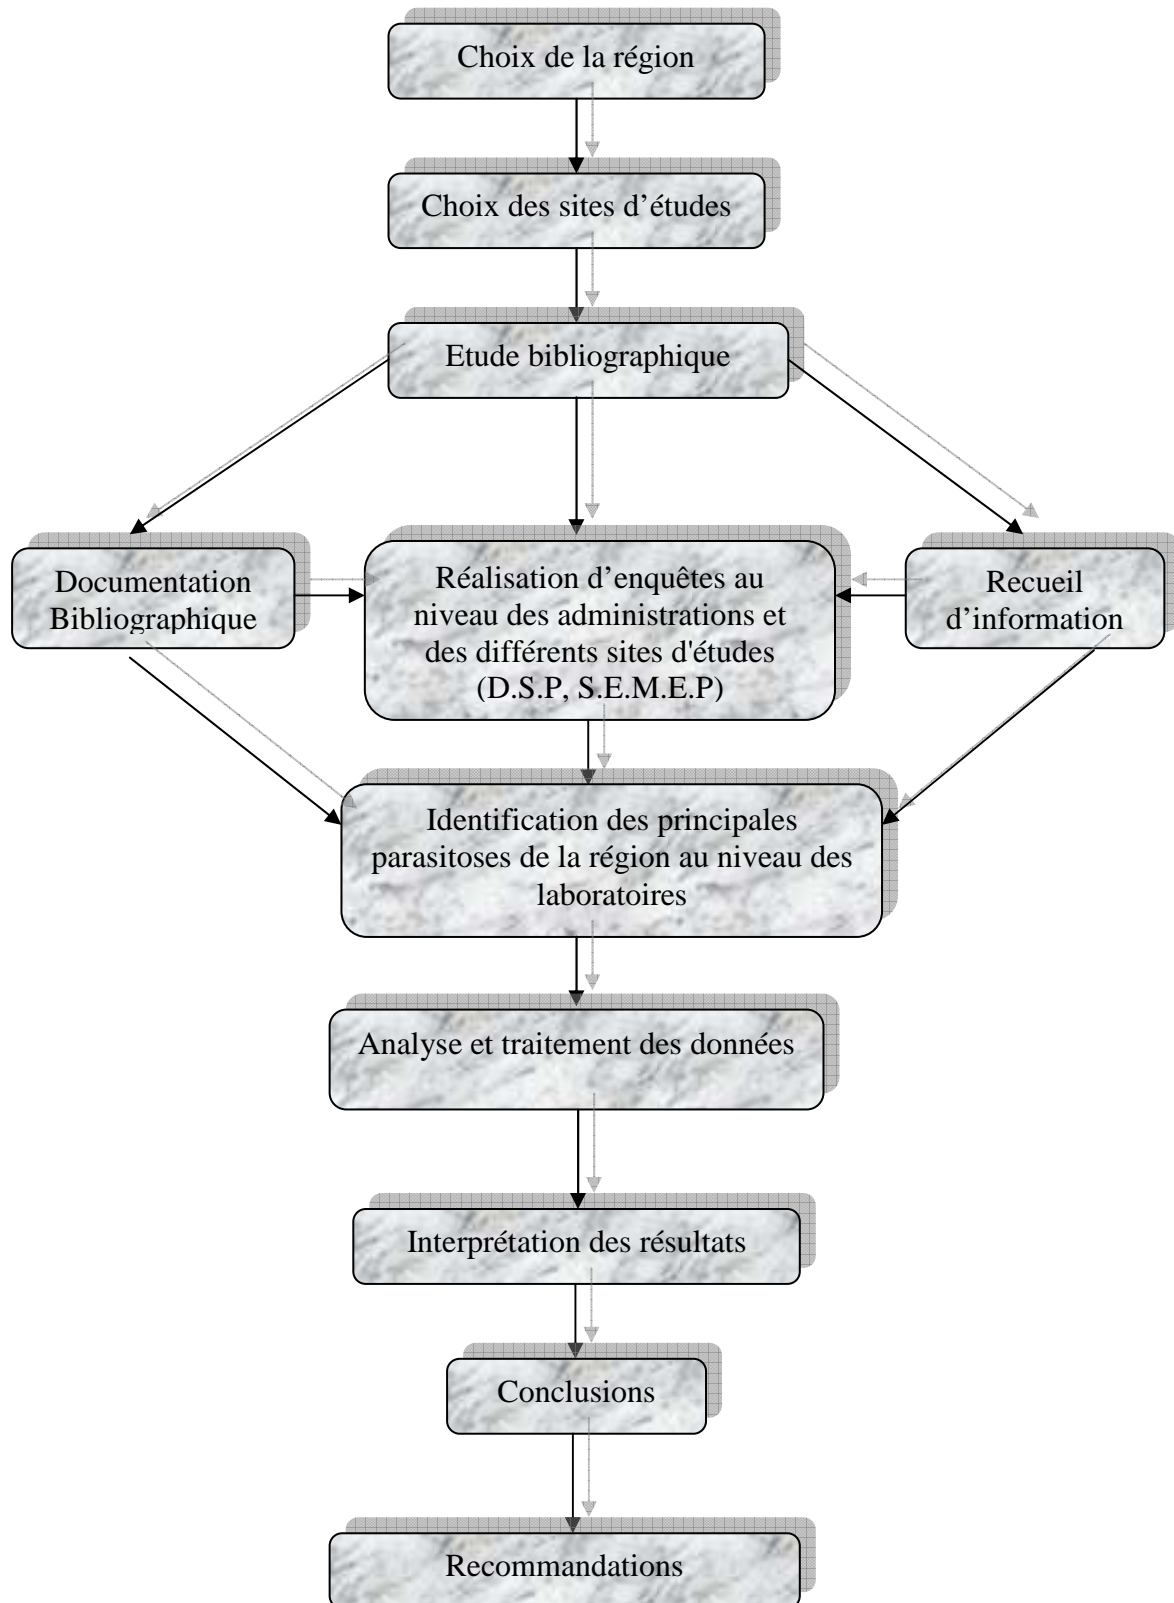 Choix de la région
Choix des sites d’études
Etude bibliographique
Documentation
Bibliographique
Réalisation d’enquêtes au
niveau des administrations et
des différents sites d'études
(D.S.P, S.E.M.E.P)
Recueil
d’information
Identification des principales
parasitoses de la région au niveau des
laboratoires
Analyse et traitement des données
Interprétation des résultats
Conclusions
Recommandations